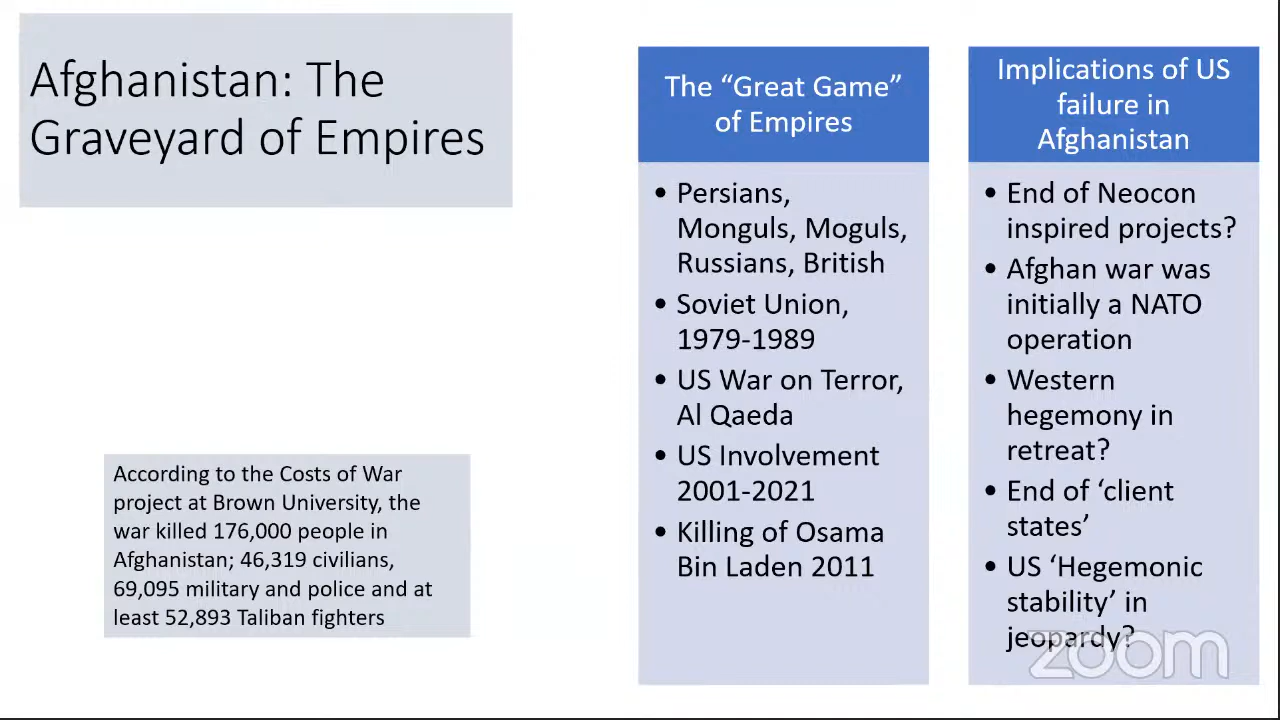 Afghanistan: The
Graveyard of Empires
According to the Costs of War
project at Brown University, the
war killed 176,000 people in
Afghanistan; 46,319 civilians,
69,095 military and police and at
least 52,893 Taliban fighters
The “Great Game”
of Empires
• Persians,
Monguls, Moguls,
Russians, British
• Soviet Union,
1979-1989
• US War on Terror,
Al Qaeda
• US Involvement
2001-2021
• Killing of Osama
Bin Laden 2011
Implications of US
failure in
Afghanistan
• End of Neocon
inspired projects?
• Afghan war was
initially a NATO
operation
• Western
hegemony in
retreat?
• End of ‘client
states’
• US ‘Hegemonic
stability’ in
jeopardy?
zoom